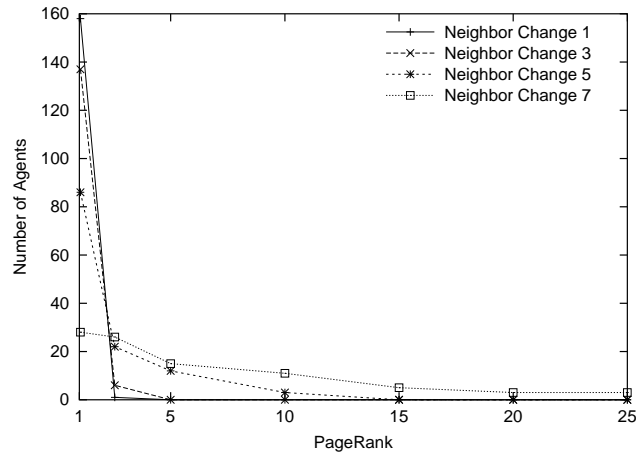 160
140
120
100
80
60
40
20
0
Number of Agents
Neighbor Change 1
Neighbor Change 3
Neighbor Change 5
Neighbor Change 7
1 5 10 15 20 25
PageRank